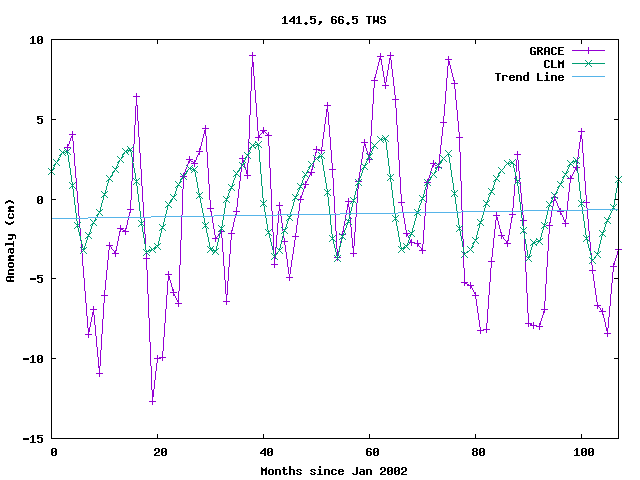 141.5, 66.5 TWS
GRACE
CLM
Trend Line
10
5
0
-5
-10
-15
Anomaly (cm)
0 20 40 60 80 100
Months since Jan 2002